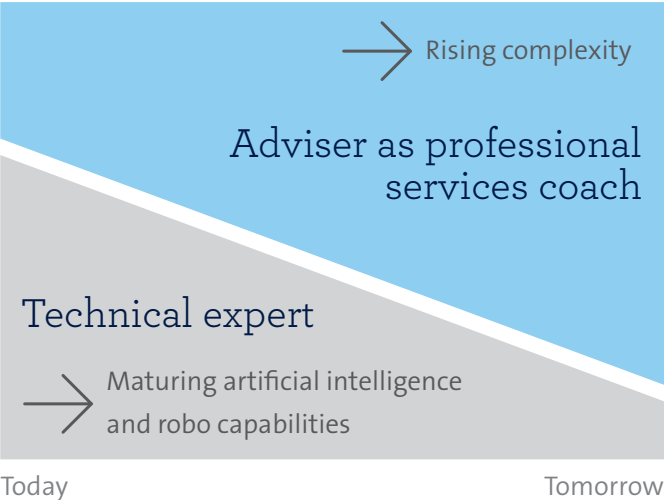 Rising complexity
Adviser as professional
services coach
Technical expert
Maturing artificial intelligence
and robo capabilities
Today
Tomorrow